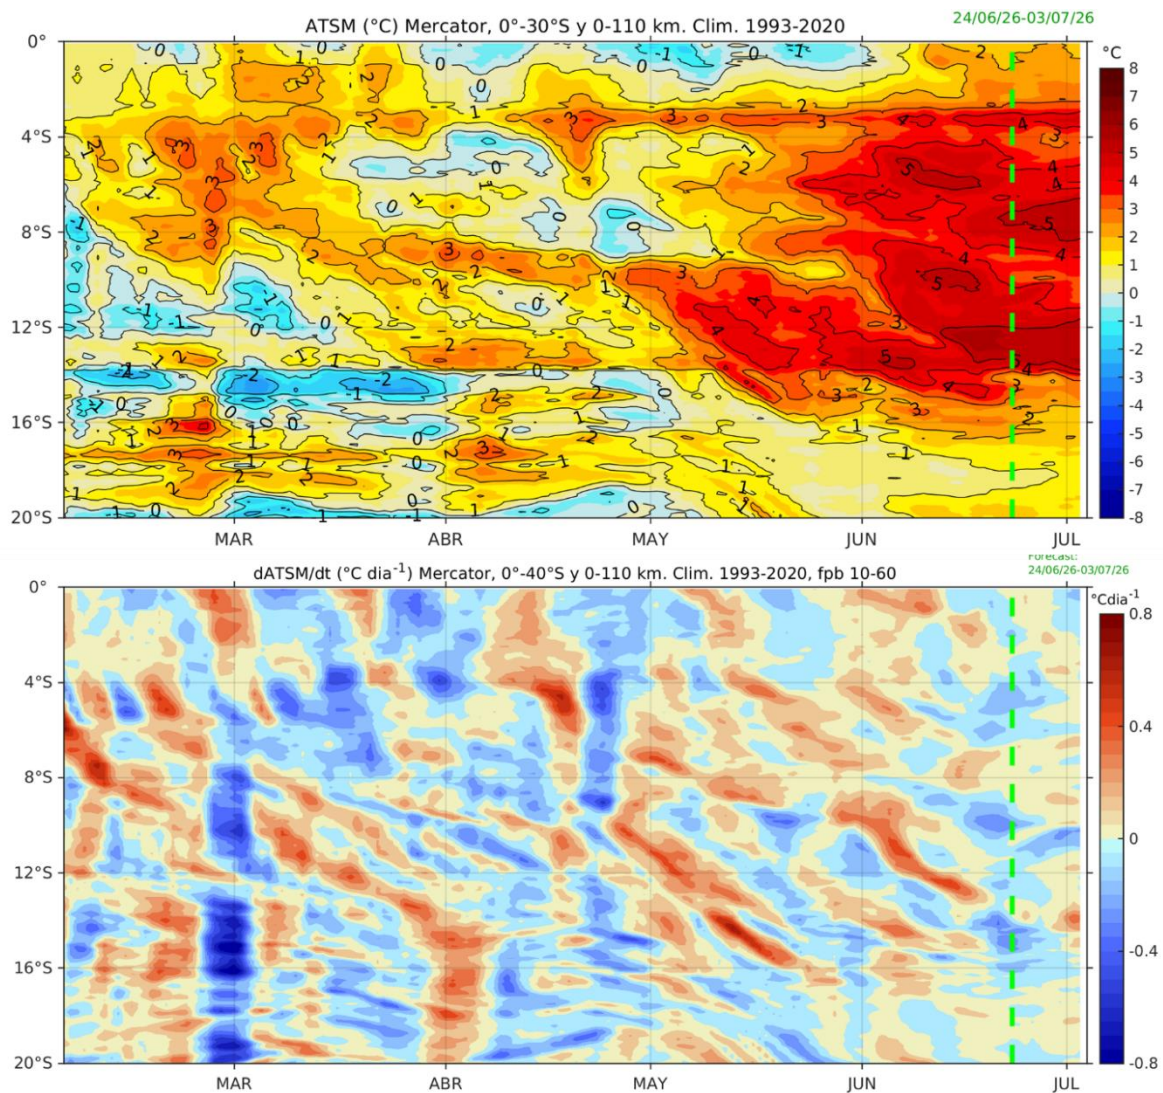 ATSM (°C) Mercator, 0°-30°S y 0-110 km. Clim. 1993-2020
24/06/26-03/07/26
°C
0°
4°S
8°S
12°S
16°S
20°S
MAR
ABR
MAY
JUN
JUL
8
7
6
5
4
3
2
1
0
-1
-2
-3
-4
-5
-6
-7
-8
dATSM/dt (°C dia⁻¹) Mercator, 0°-40°S y 0-110 km. Clim. 1993-2020, fpb 10-60
Forecast:
24/06/26-03/07/26
°Cdia⁻¹
0°
4°S
8°S
12°S
16°S
20°S
MAR
ABR
MAY
JUN
JUL
0.8
0.4
0
-0.4
-0.8